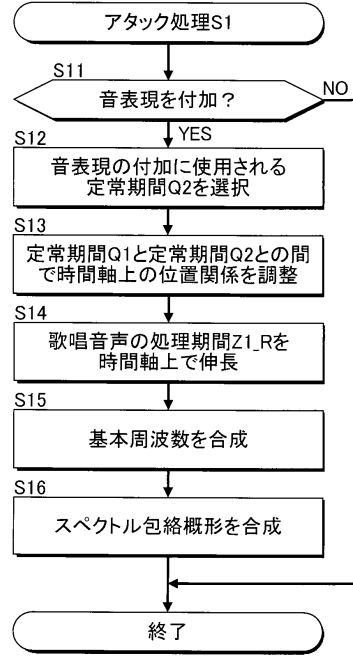 アタック処理S1
S11
音表現を付加？
NO
YES
S12
音表現の付加に使用される
定常期間Q2を選択
S13
定常期間Q1と定常期間Q2との間
で時間軸上の位置関係を調整
S14
歌唱音声の処理期間Z1_Rを
時間軸上で伸長
S15
基本周波数を合成
S16
スペクトル包絡概形を合成
終了